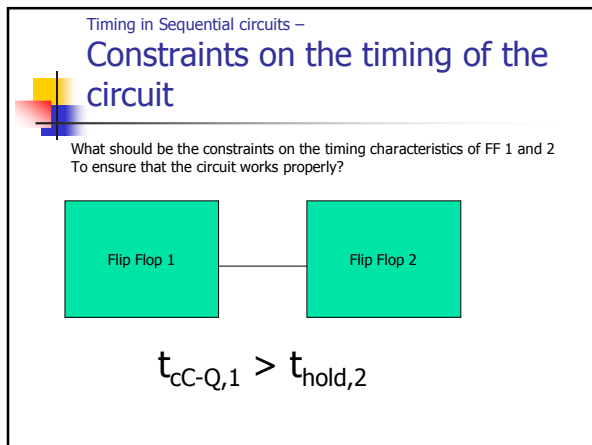 Timing in Sequential circuits –
Constraints on the timing of the
circuit
What should be the constraints on the timing characteristics of FF 1 and 2
To ensure that the circuit works properly?
Flip Flop 1
Flip Flop 2
tcC-Q,1 > thold,2